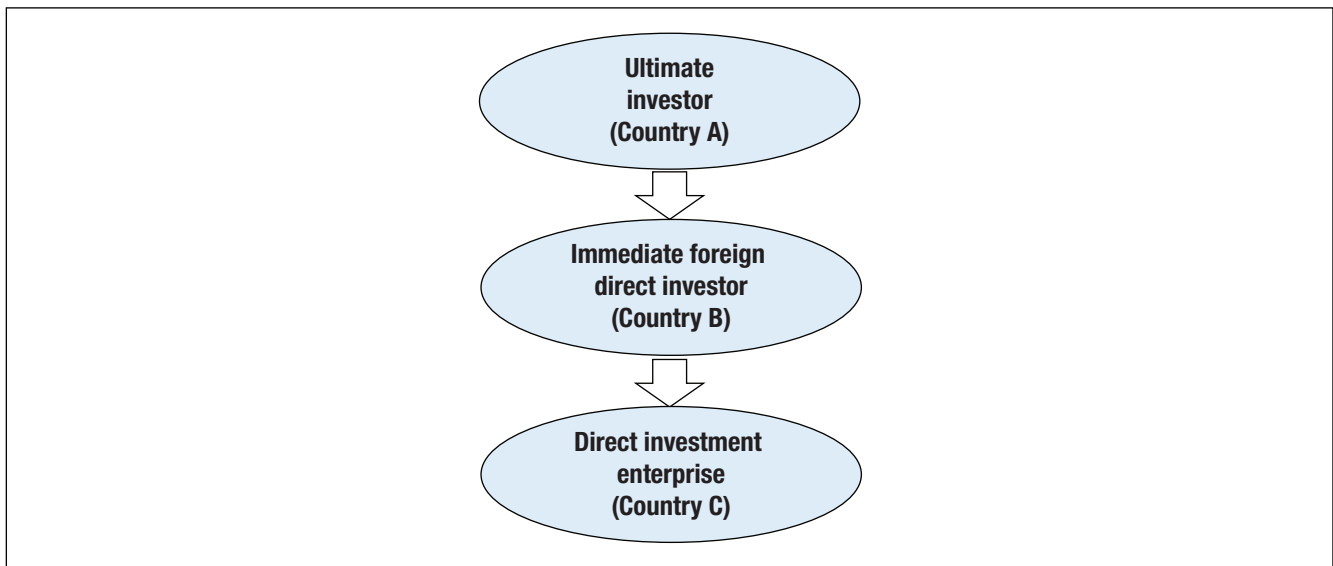 Ultimate
investor
(Country A)
Immediate foreign
direct investor
(Country B)
Direct investment
enterprise
(Country C)